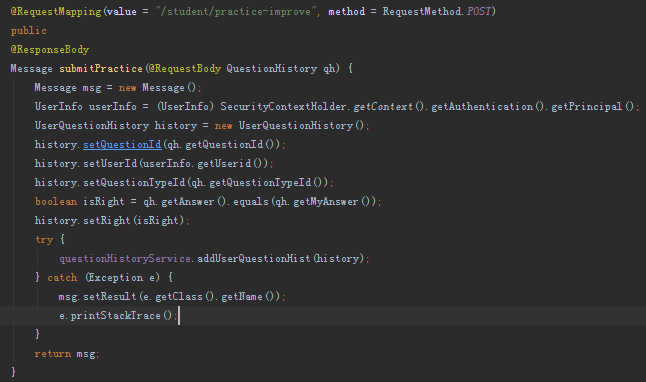 @RequestMapping(value = "/student/practice-improve", method = RequestMethod.POST)
public
@ResponseBody
Message submitPractice(@RequestBody QuestionHistory qh) {
    Message msg = new Message();
    UserInfo userInfo = (UserInfo) SecurityContextHolder.getContext().getAuthentication().getPrincipal();
    UserQuestionHistory history = new UserQuestionHistory();
    history.setQuestionId(qh.getQuestionId());
    history.setUserId(userInfo.getUserid());
    history.setQuestionTypeId(qh.getQuestionTypeId());
    boolean isRight = qh.getAnswer().equals(qh.getMyAnswer());
    history.setRight(isRight);
    try {
        questionHistoryService.addUserQuestionHist(history);
    } catch (Exception e) {
        msg.setResult(e.getClass().getName());
        e.printStackTrace();
    }
    return msg;
}